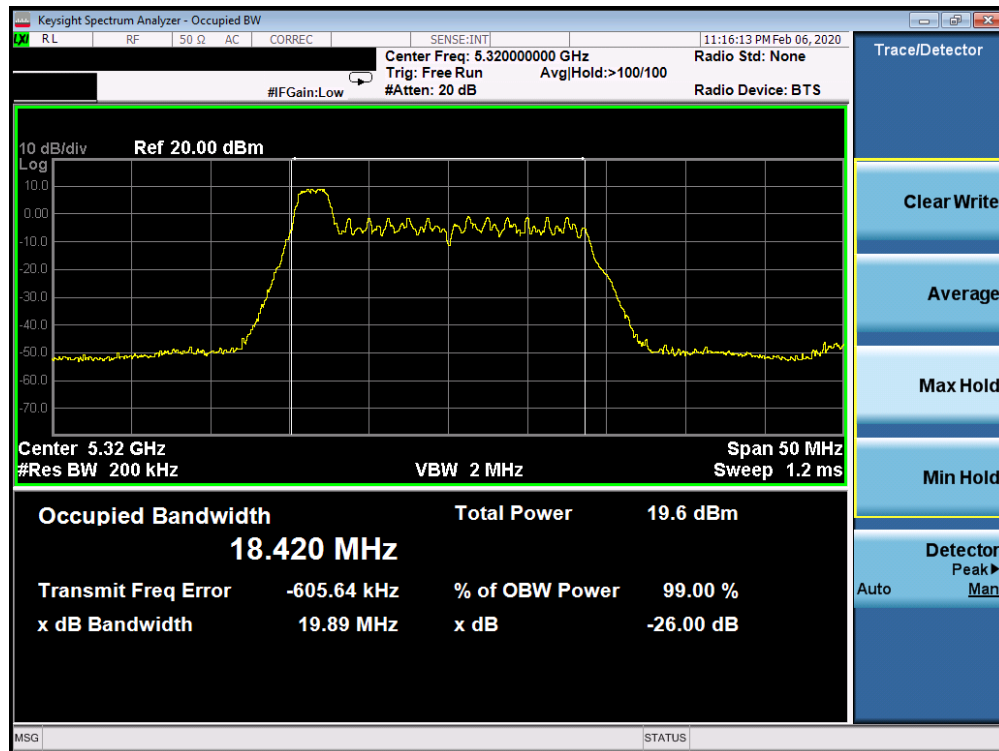 Keysight Spectrum Analyzer - Occupied BW
LXI RL RF 50 Ω AC CORREC SENSE:INT 11:16:13 PM Feb 06, 2020
Center Freq: 5.320000000 GHz Radio Std: None
Trig: Free Run Avg|Hold:>100/100
#IFGain:Low #Atten: 20 dB Radio Device: BTS
10 dB/div Ref 20.00 dBm
Log
10.0
0.00
-10.0
-20.0
-30.0
-40.0
-50.0
-60.0
-70.0
Center 5.32 GHz Span 50 MHz
#Res BW 200 kHz VBW 2 MHz Sweep 1.2 ms
Occupied Bandwidth Total Power 19.6 dBm
18.420 MHz
Transmit Freq Error -605.64 kHz % of OBW Power 99.00 %
x dB Bandwidth 19.89 MHz x dB -26.00 dB
MSG STATUS
Trace/Detector
Clear Write
Average
Max Hold
Min Hold
Detector
Peak▶
Auto Man